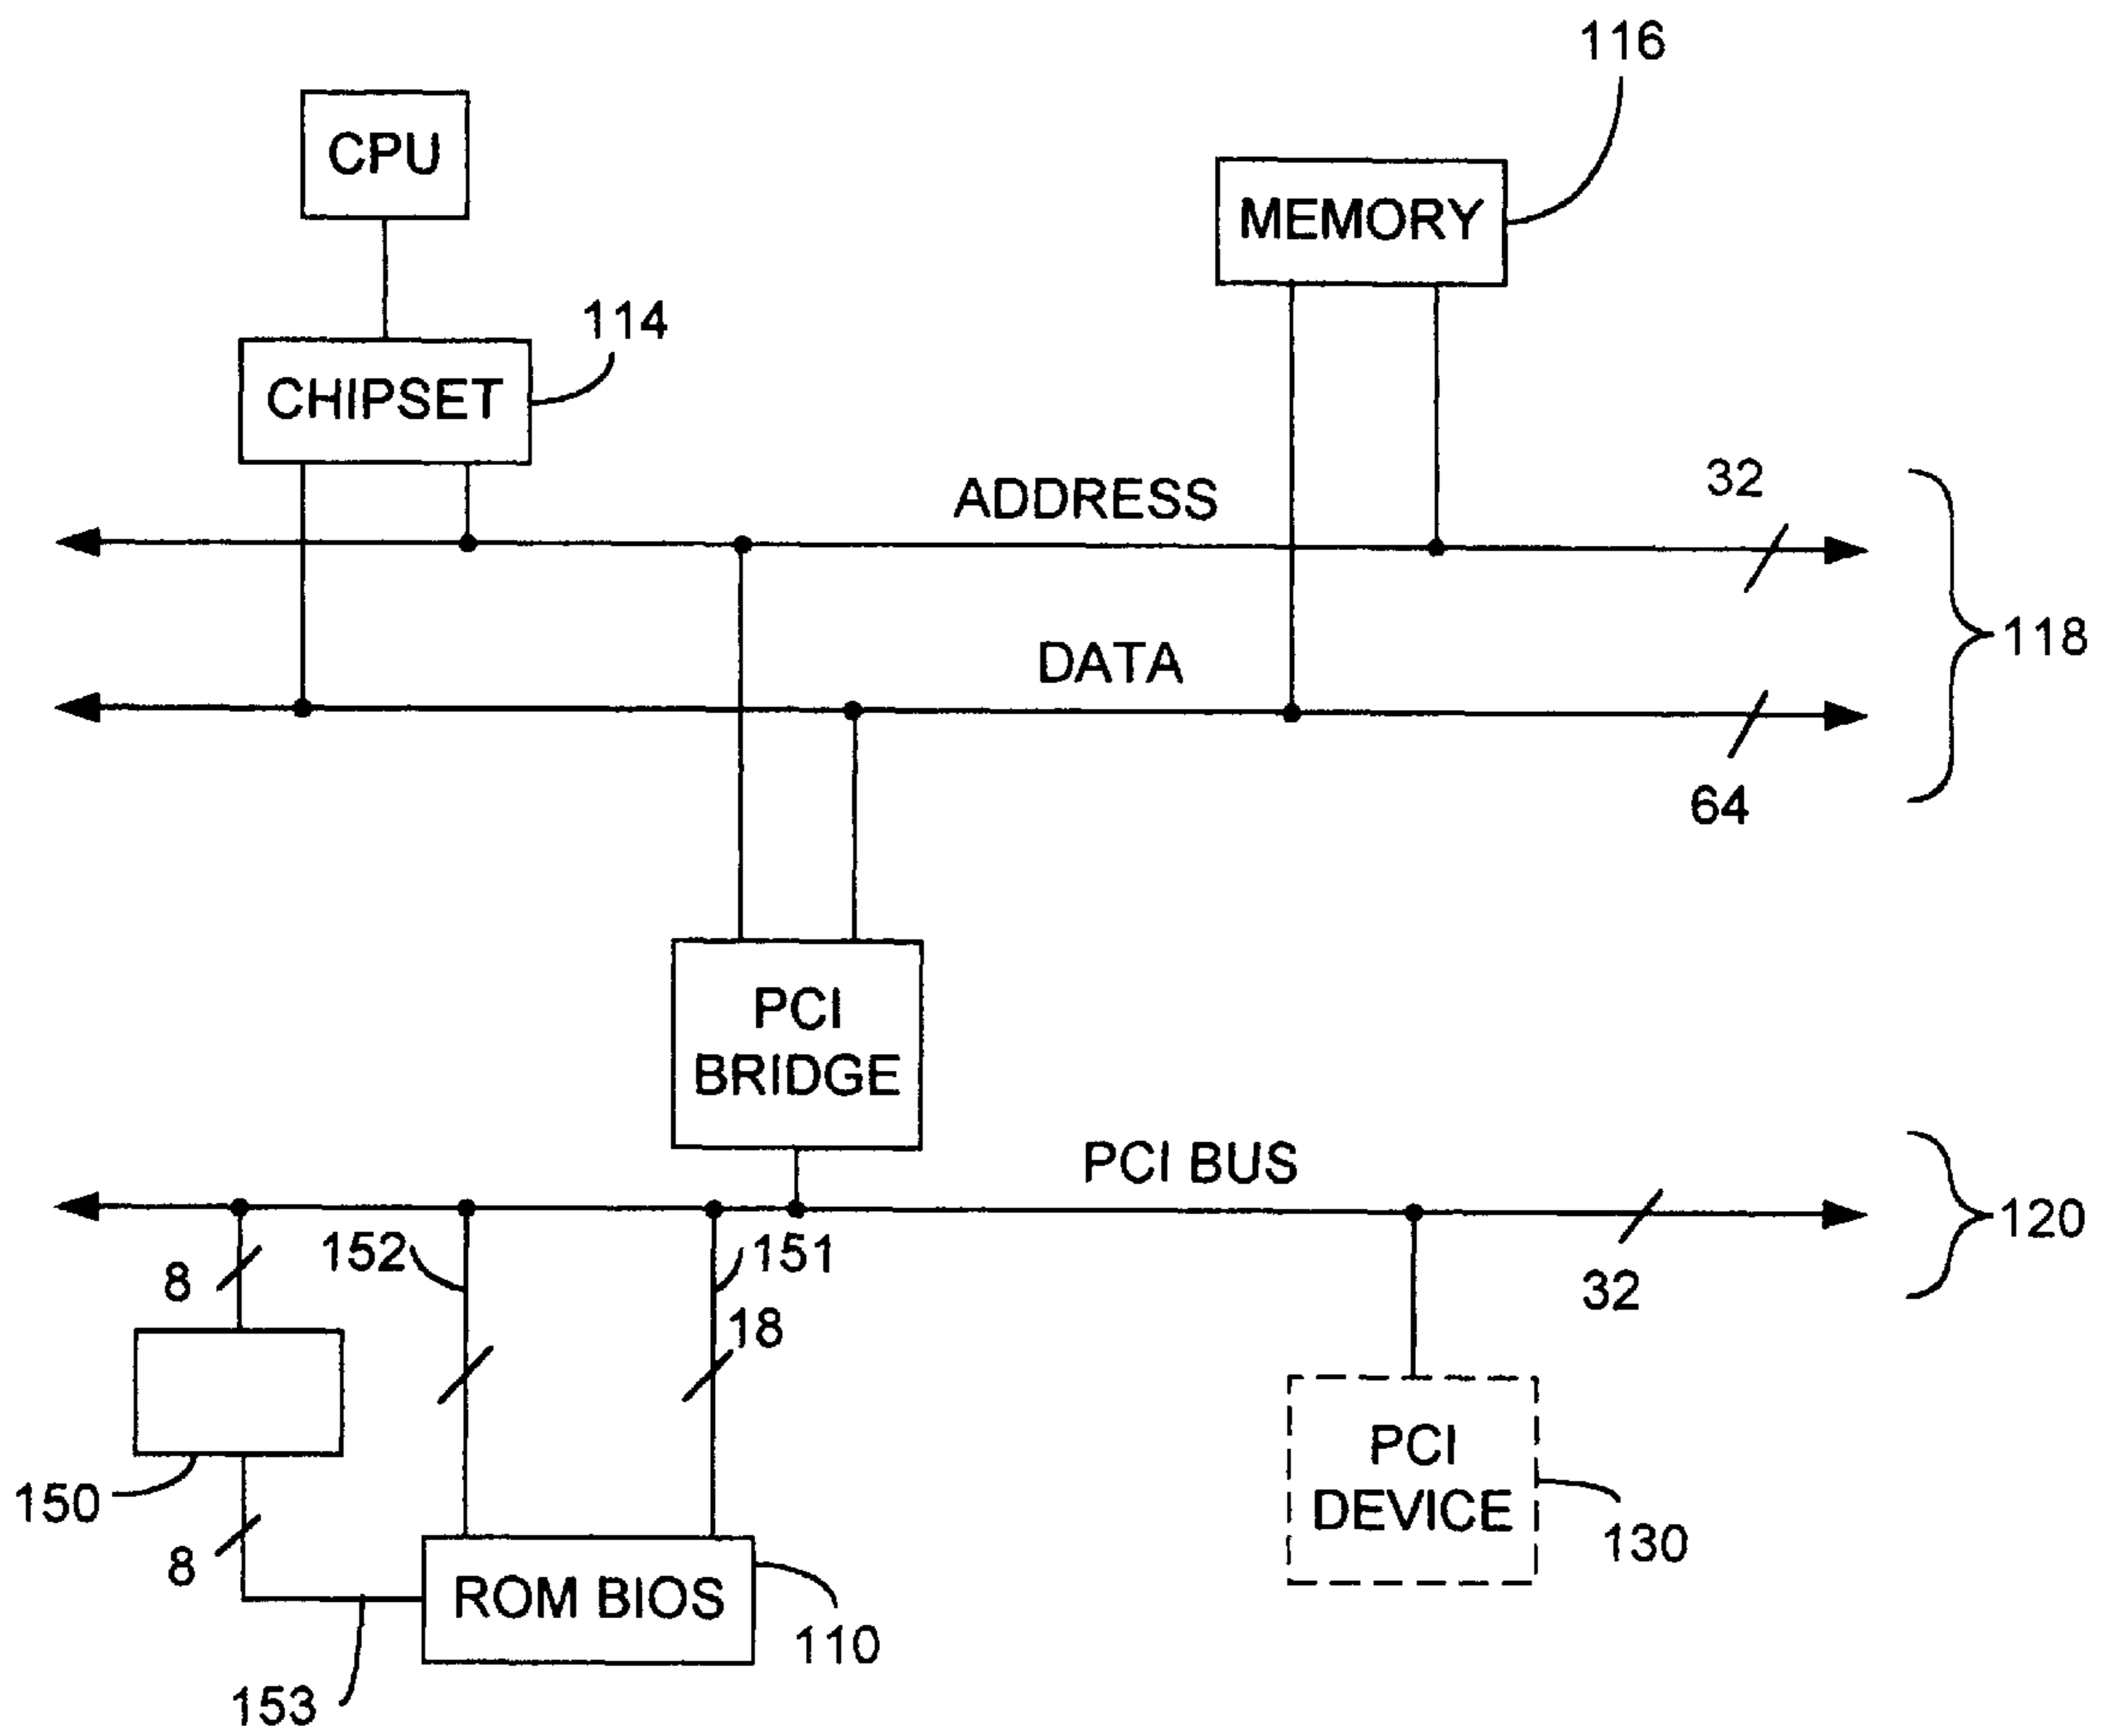 116
CPU
MEMORY
114
CHIPSET
ADDRESS
32
118
DATA
64
PCI
BRIDGE
PCI BUS
120
152
151
8
32
18
PCI
DEVICE
150
130
8
ROM BIOS
110
153